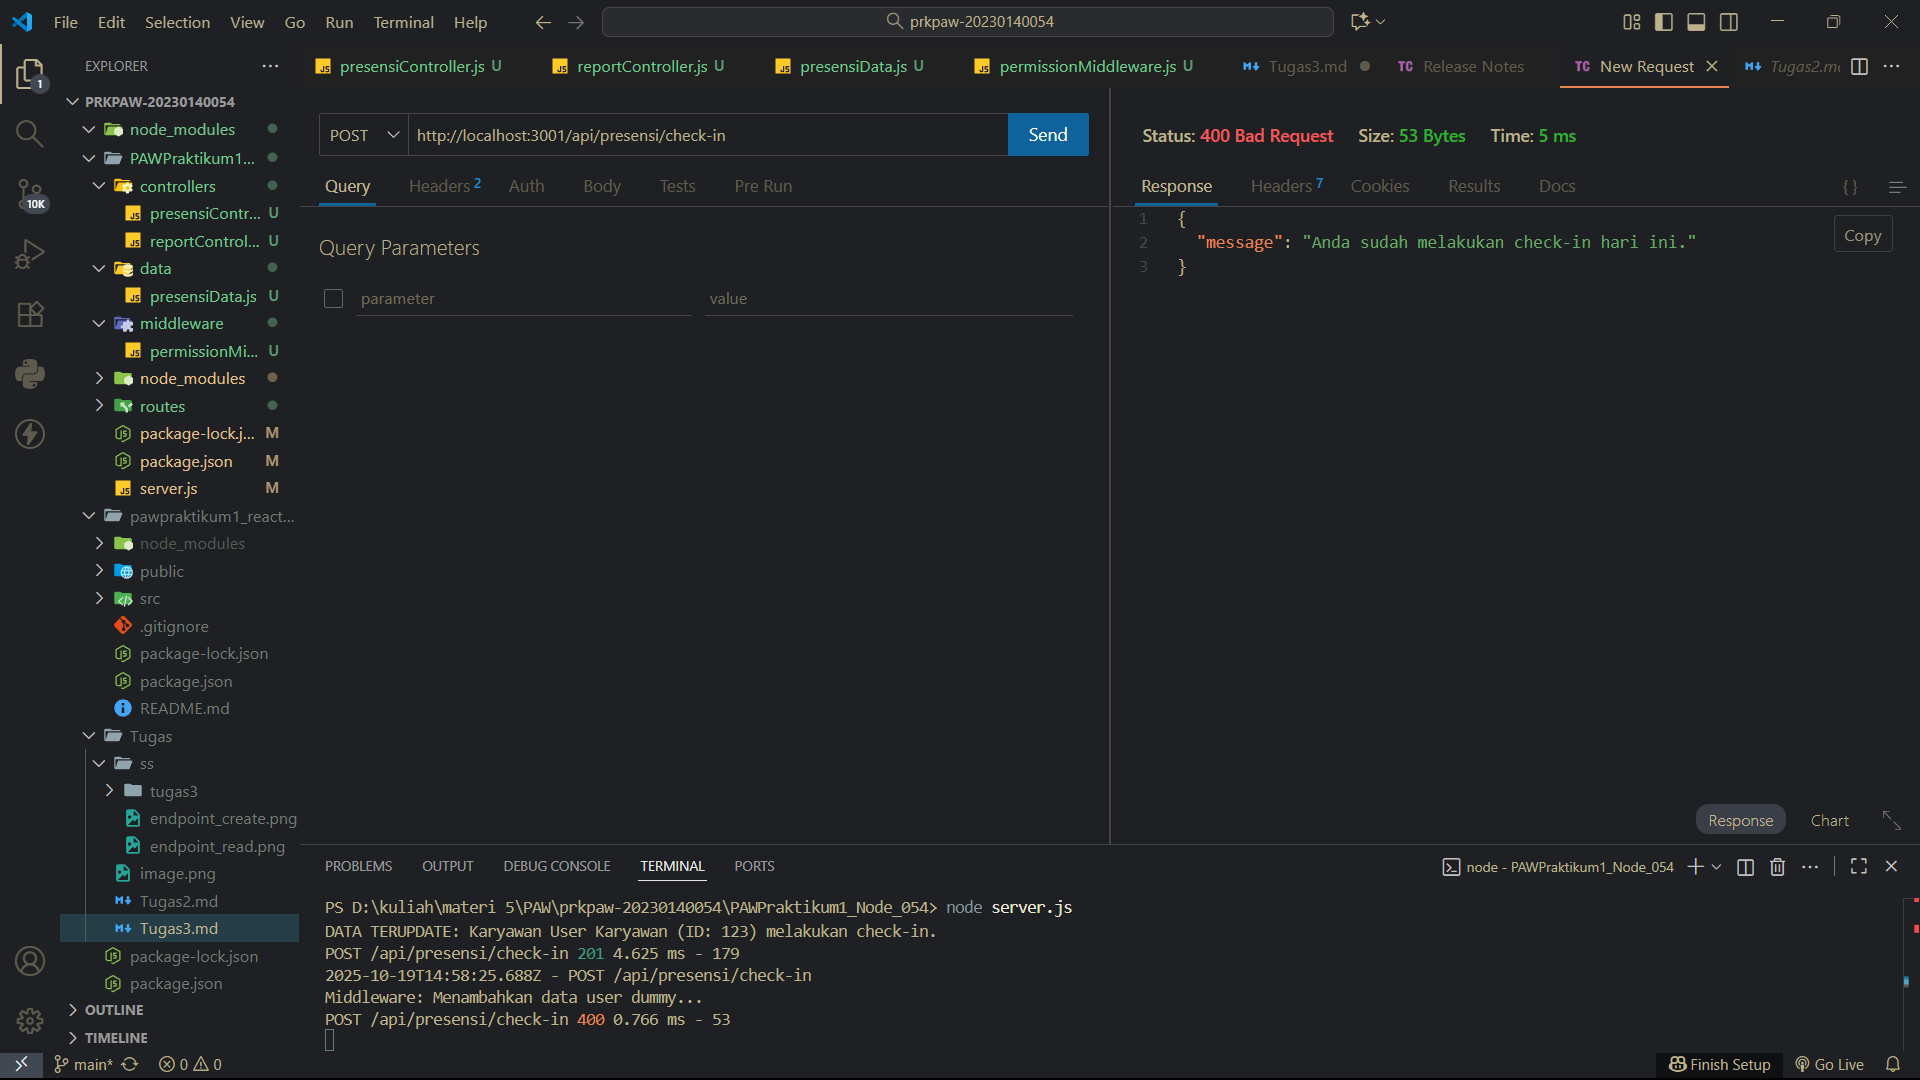 File Edit Selection View Go Run Terminal Help
prkpaw-20230140054
EXPLORER
1
10K
PRKPAW-20230140054
node_modules
PAWPraktikum1...
controllers
presensiContr... U
reportControl... U
data
presensiData.js U
middleware
permissionMi... U
node_modules
routes
package-lock.j... M
package.json M
server.js M
pawpraktikum1_react...
node_modules
public
src
.gitignore
package-lock.json
package.json
README.md
Tugas
ss
tugas3
endpoint_create.png
endpoint_read.png
image.png
Tugas2.md
Tugas3.md
package-lock.json
package.json
OUTLINE
TIMELINE
presensiController.js U
reportController.js U
presensiData.js U
permissionMiddleware.js U
Tugas3.md
TC Release Notes
TC New Request
Tugas2.m
POST http://localhost:3001/api/presensi/check-in Send
Query Headers 2 Auth Body Tests Pre Run
Query Parameters
parameter value
Status: 400 Bad Request Size: 53 Bytes Time: 5 ms
Response Headers 7 Cookies Results Docs { }
1 {
2 "message": "Anda sudah melakukan check-in hari ini."
3 }
Copy
Response Chart
PROBLEMS OUTPUT DEBUG CONSOLE TERMINAL PORTS
node - PAWPraktikum1_Node_054
PS D:\kuliah\materi 5\PAW\prkpaw-20230140054\PAWPraktikum1_Node_054> node server.js
DATA TERUPDATE: Karyawan User Karyawan (ID: 123) melakukan check-in.
POST /api/presensi/check-in 201 4.625 ms - 179
2025-10-19T14:58:25.688Z - POST /api/presensi/check-in
Middleware: Menambahkan data user dummy...
POST /api/presensi/check-in 400 0.766 ms - 53
main* 0 0 Finish Setup Go Live